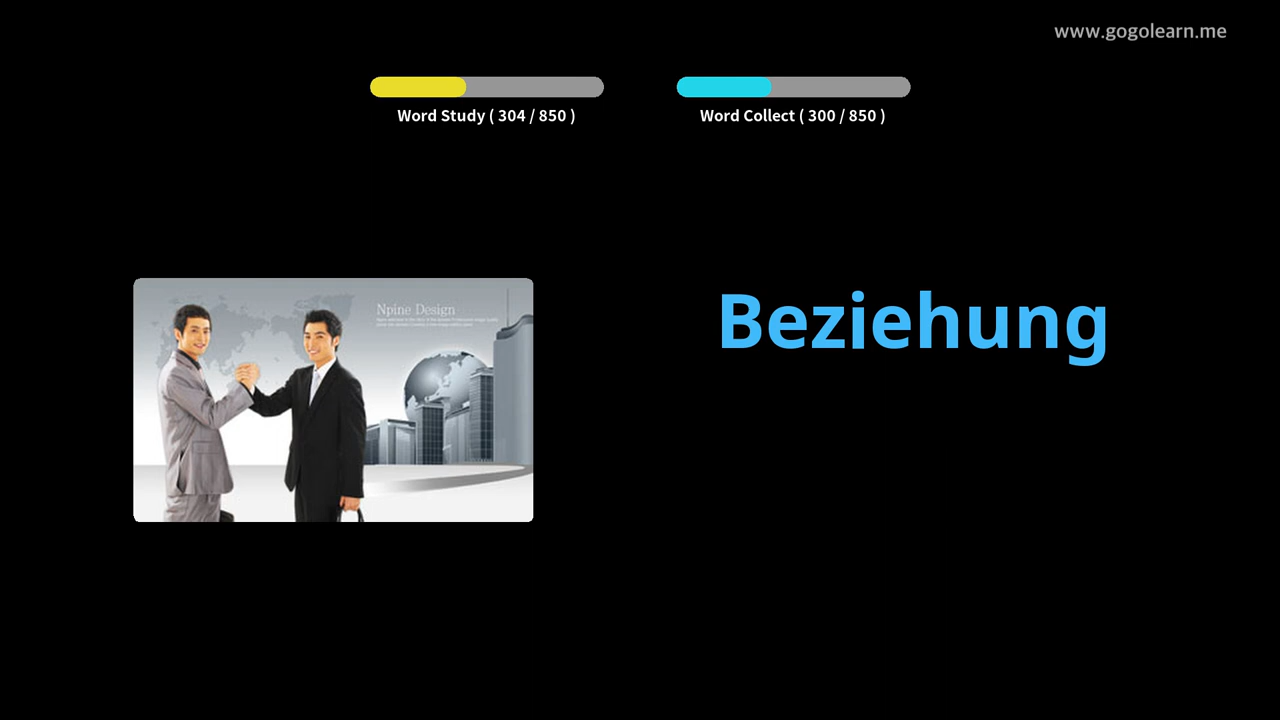 www.gogolearn.me
Word Study ( 304 / 850 )
Word Collect ( 300 / 850 )
Npine Design
Beziehung